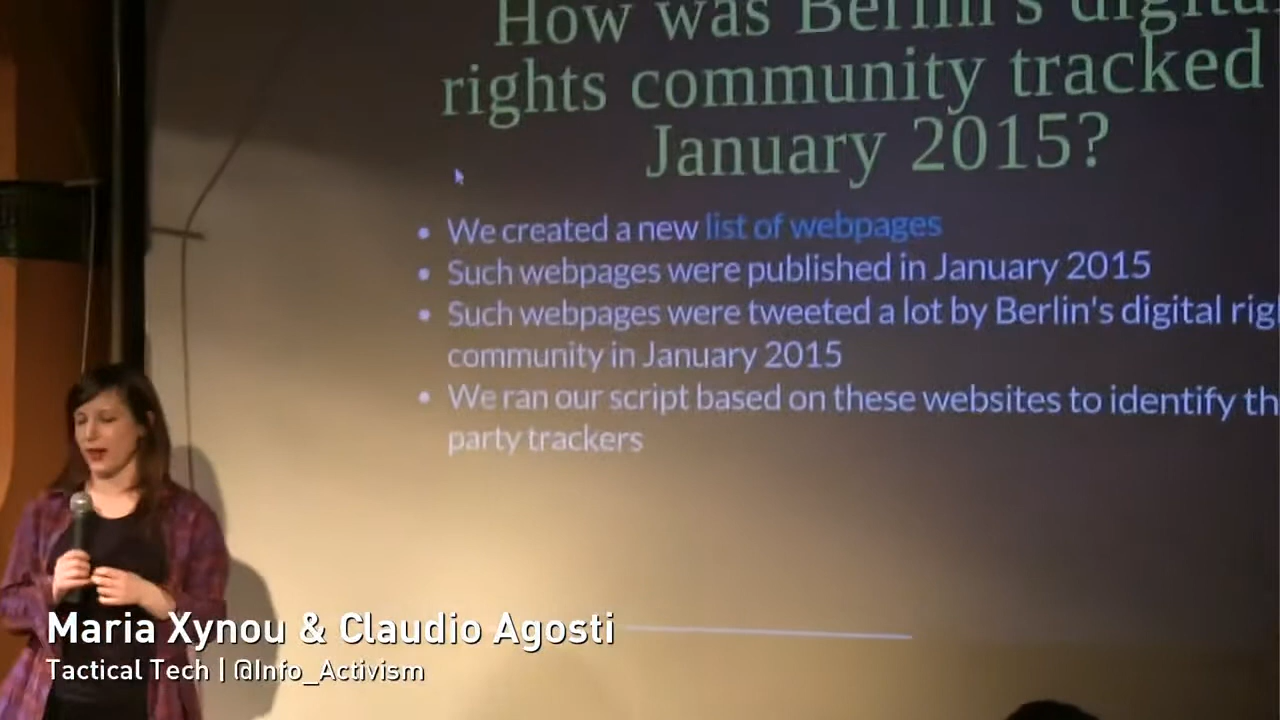 How was Berlin's digital
rights community tracked
January 2015?
• We created a new list of webpages
• Such webpages were published in January 2015
• Such webpages were tweeted a lot by Berlin's digital rig
community in January 2015
• We ran our script based on these websites to identify th
party trackers
Maria Xynou & Claudio Agosti
Tactical Tech | @Info_Activism